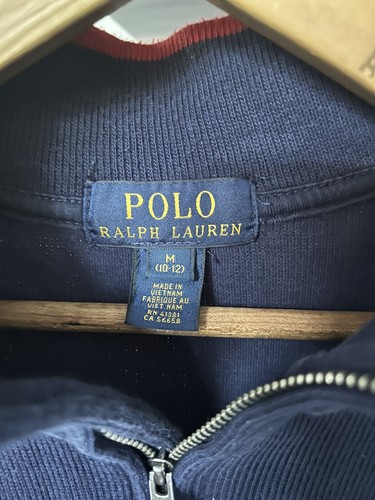 POLO
RALPH LAUREN
M
(10-12)
MADE IN
VIETNAM
FABRIQUE AU
VIET NAM
RN 41381
CA 56658